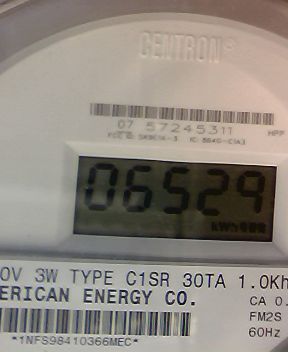 CENTRON®
07 57245311
HPP
06529
kWh
0V 3W TYPE C1SR 30TA 1.0Kh
ERICAN ENERGY CO.
CA 0.
FM2S
60Hz
*1NFS98410366MEC*